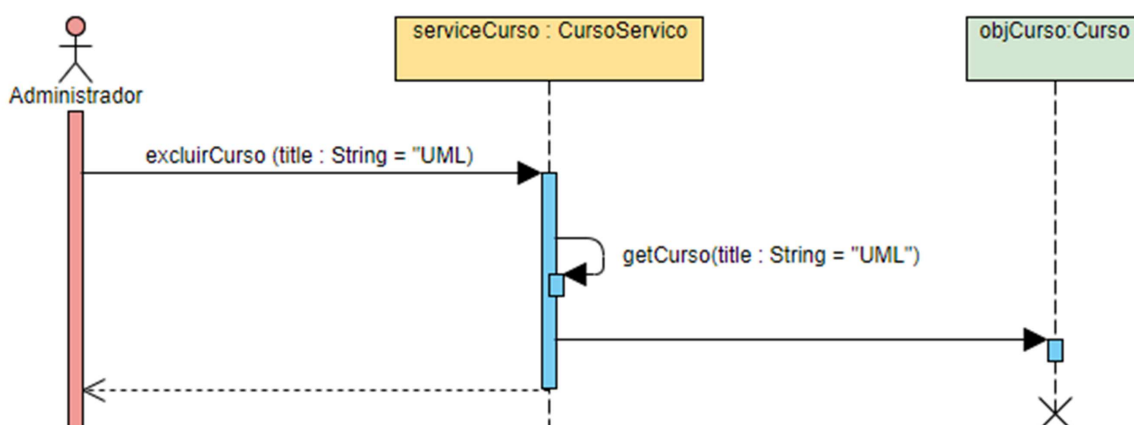 serviceCurso : CursoServico
objCurso:Curso
Administrador
excluirCurso (title : String = "UML)
getCurso(title : String = "UML")